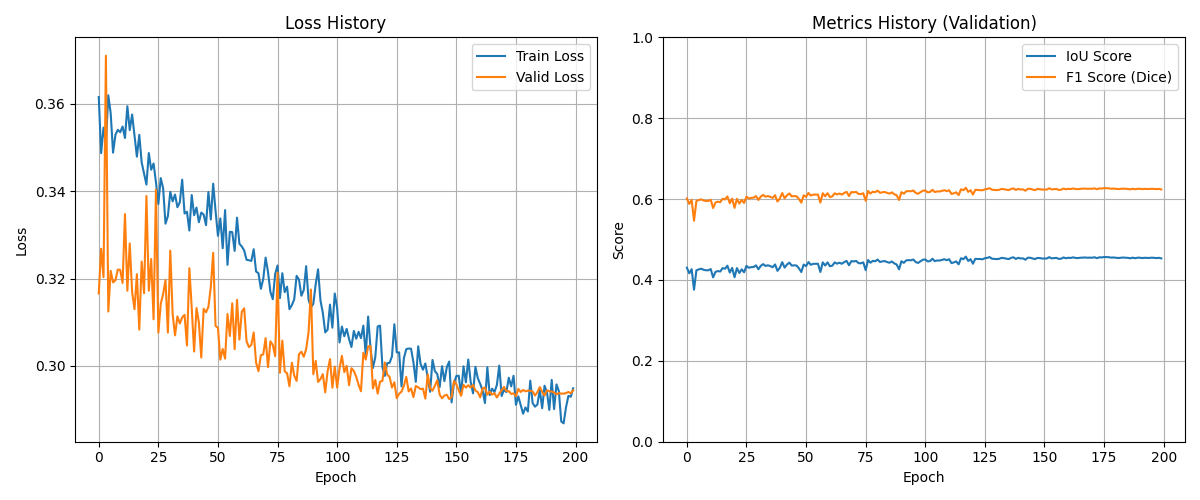 Loss History
Train Loss
Valid Loss
0.36
0.34
0.32
0.30
Loss
0 25 50 75 100 125 150 175 200
Epoch
Metrics History (Validation)
IoU Score
F1 Score (Dice)
1.0
0.8
0.6
0.4
0.2
0.0
Score
0 25 50 75 100 125 150 175 200
Epoch